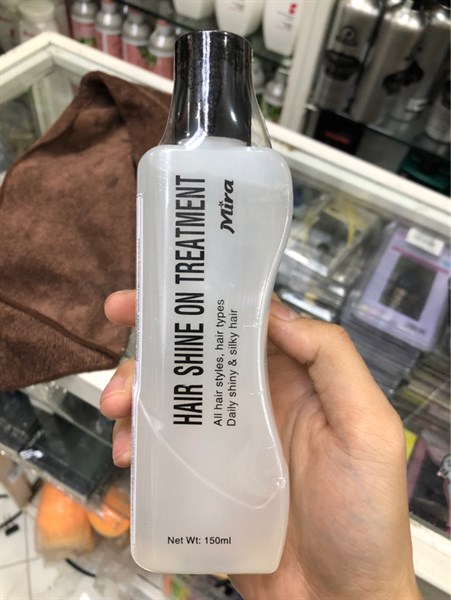 Mira
HAIR SHINE ON TREATMENT
All hair styles, hair types
Daily shiny & silky hair
Net Wt: 150ml